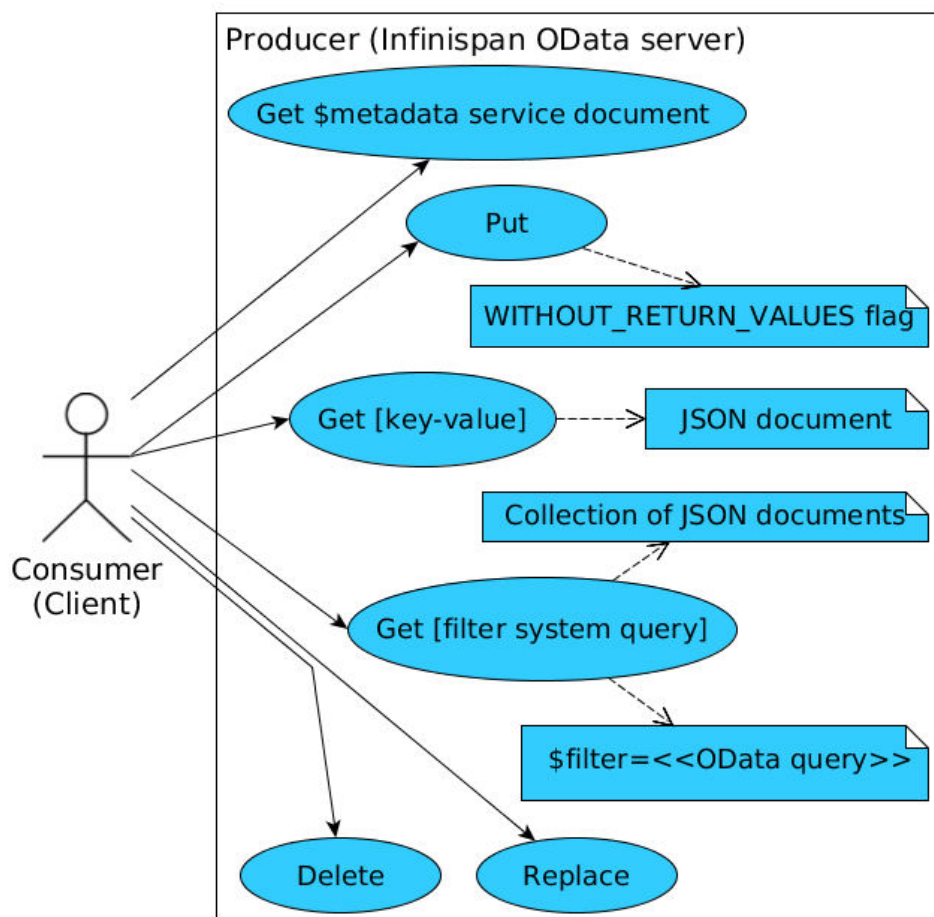 Producer (Infinispan OData server)
Get $metadata service document
Put
WITHOUT_RETURN_VALUES flag
Get [key-value]
JSON document
Collection of JSON documents
Consumer
(Client)
Get [filter system query]
$filter=<<OData query>>
Delete
Replace